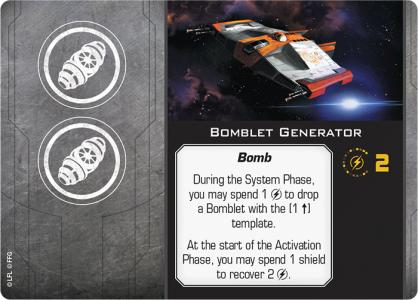 BOMBLET GENERATOR
Bomb
During the System Phase,
you may spend 1 to drop
a Bomblet with the (1 ↑)
template.
At the start of the Activation
Phase, you may spend 1 shield
to recover 2 .
2
© LFL © FFG